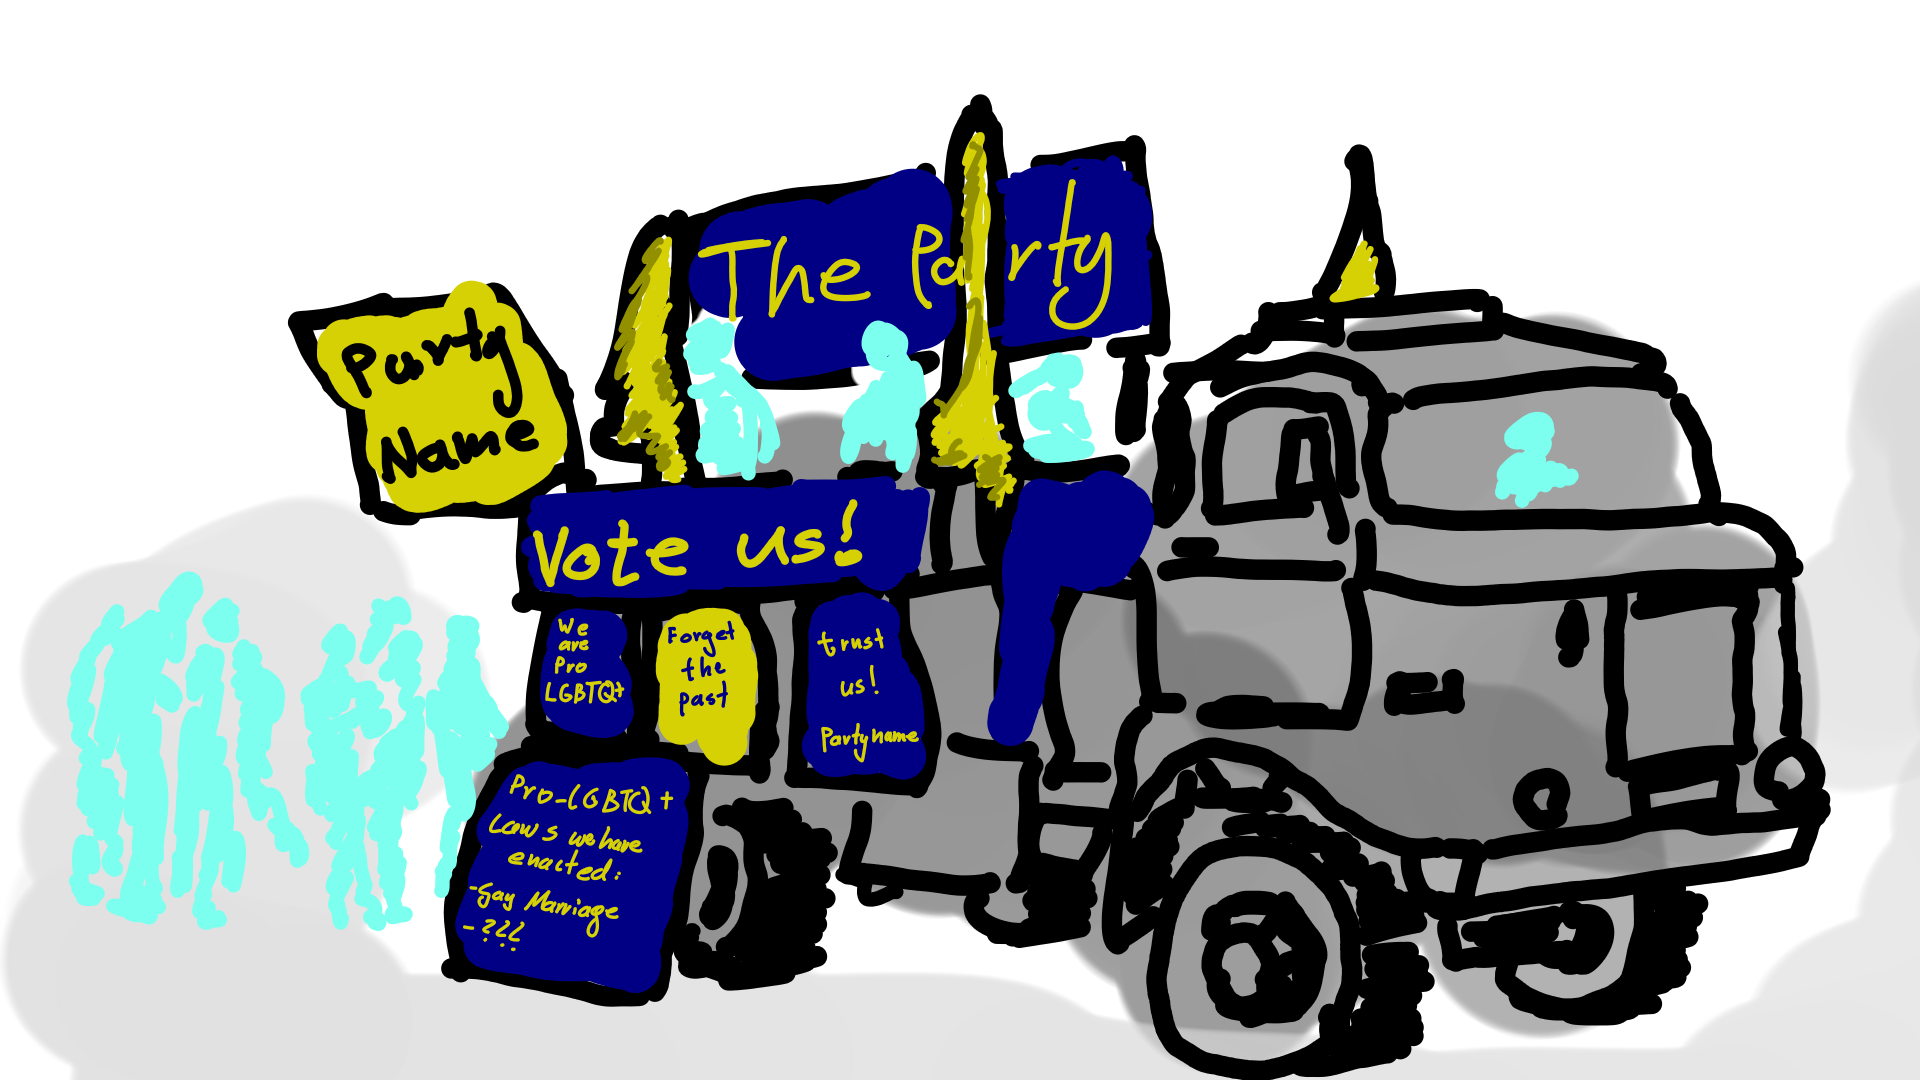 The Party
Party
Name
Vote us!
We
are
Pro
LGBTQ+
Forget
the
past
trust
us!
Partyname
Pro-LGBTQ+
Laws we have
enacted:
-Gay Marriage
-???